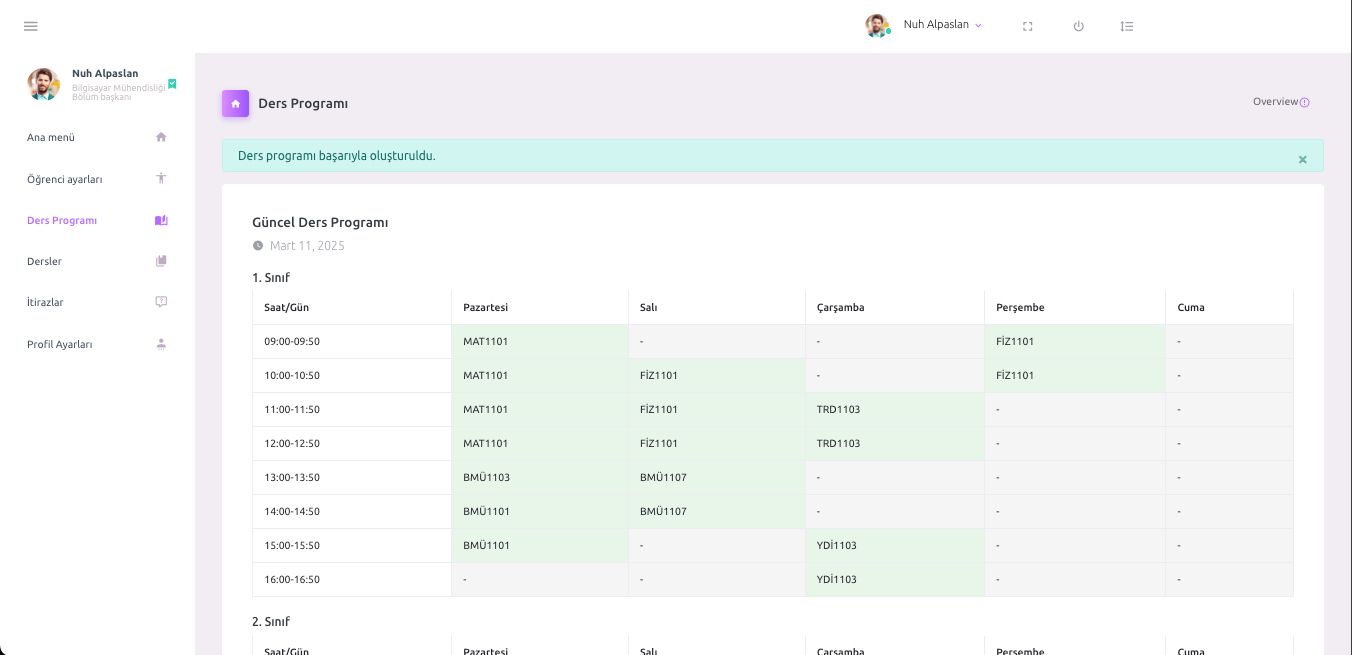 Nuh Alpaslan
Nuh Alpaslan
Bilgisayar Mühendisliği
Bölüm başkanı
Ana menü
Öğrenci ayarları
Ders Programı
Dersler
İtirazlar
Profil Ayarları
Ders Programı
Overview
Ders programı başarıyla oluşturuldu.
×
Güncel Ders Programı
Mart 11, 2025
1. Sınıf
Saat/Gün Pazartesi Salı Çarşamba Perşembe Cuma
09:00-09:50 MAT1101 - - FİZ1101 -
10:00-10:50 MAT1101 FİZ1101 - FİZ1101 -
11:00-11:50 MAT1101 FİZ1101 TRD1103 - -
12:00-12:50 MAT1101 FİZ1101 TRD1103 - -
13:00-13:50 BMÜ1103 BMÜ1107 - - -
14:00-14:50 BMÜ1101 BMÜ1107 - - -
15:00-15:50 BMÜ1101 - YDİ1103 - -
16:00-16:50 - - YDİ1103 - -
2. Sınıf
Saat/Gün Pazartesi Salı Çarşamba Perşembe Cuma